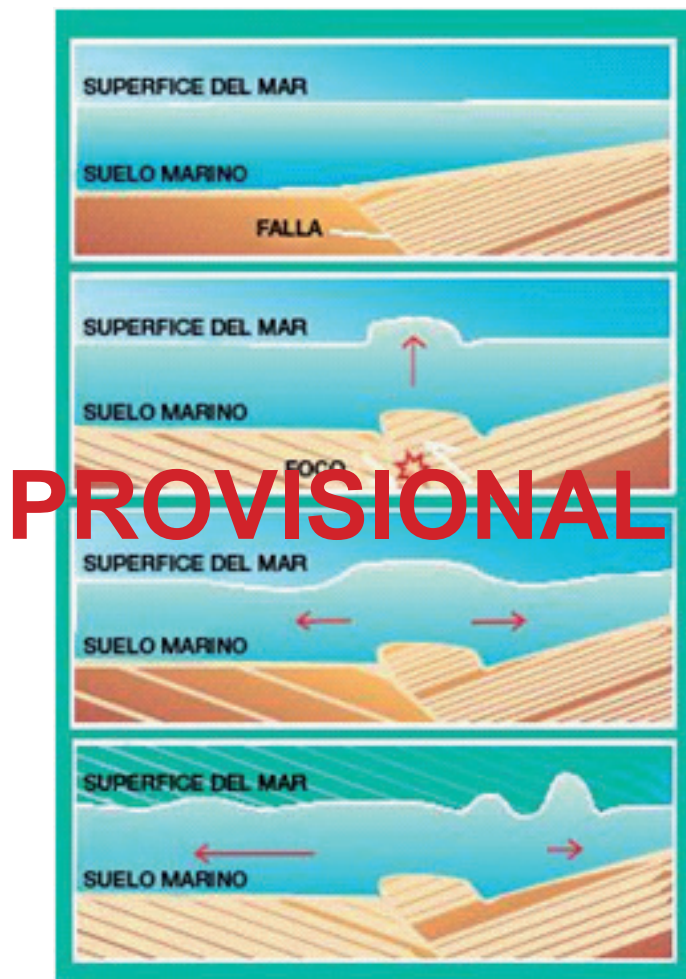 SUPERFICE DEL MAR
SUELO MARINO
FALLA
SUPERFICE DEL MAR
SUELO MARINO
FOCO
PROVISIONAL
SUPERFICE DEL MAR
SUELO MARINO
SUPERFICE DEL MAR
SUELO MARINO